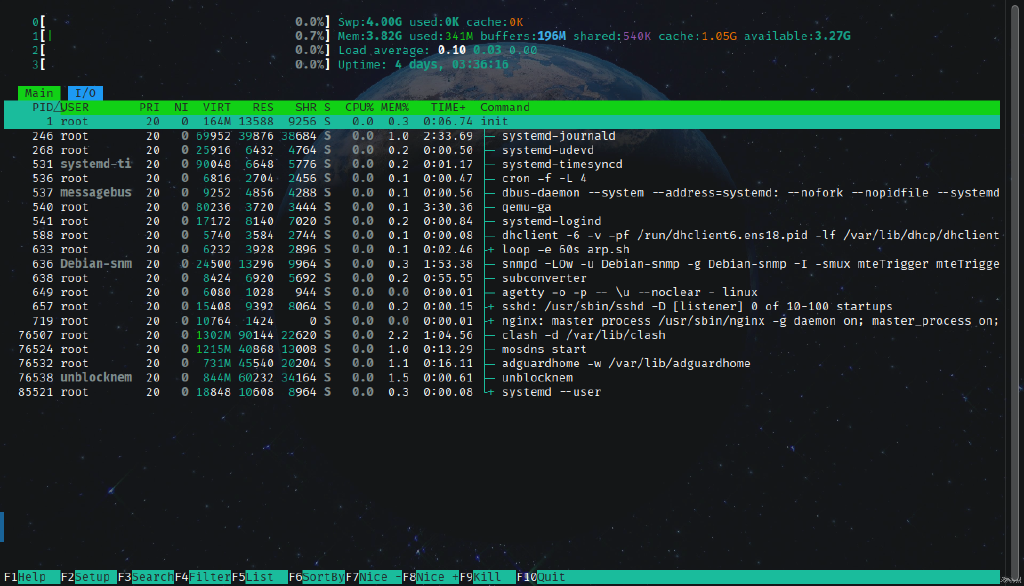 0[ 0.0%] Swp:4.00G used:0K cache:0K
1[| 0.7%] Mem:3.82G used:341M buffers:196M shared:540K cache:1.05G available:3.27G
2[ 0.0%] Load average: 0.10 0.03 0.00
3[ 0.0%] Uptime: 4 days, 03:36:16
Main I/O
PID△USER PRI NI VIRT RES SHR S CPU% MEM% TIME+ Command
1 root 20 0 164M 13588 9256 S 0.0 0.3 0:06.74 init
246 root 20 0 69952 39876 38684 S 0.0 1.0 2:33.69 ├─ systemd-journald
268 root 20 0 25916 6432 4764 S 0.0 0.2 0:00.50 ├─ systemd-udevd
531 systemd-ti 20 0 90048 6648 5776 S 0.0 0.2 0:01.17 ├─ systemd-timesyncd
536 root 20 0 6816 2704 2456 S 0.0 0.1 0:00.47 ├─ cron -f -L 4
537 messagebus 20 0 9252 4856 4288 S 0.0 0.1 0:00.56 ├─ dbus-daemon --system --address=systemd: --nofork --nopidfile --systemd
540 root 20 0 80236 3720 3444 S 0.0 0.1 3:30.36 ├─ qemu-ga
541 root 20 0 17172 8140 7020 S 0.0 0.2 0:00.84 ├─ systemd-logind
588 root 20 0 5740 3584 2744 S 0.0 0.1 0:00.08 ├─ dhclient -6 -v -pf /run/dhclient6.ens18.pid -lf /var/lib/dhcp/dhclient
633 root 20 0 6232 3928 2896 S 0.0 0.1 0:02.46 ├+ loop -e 60s arp.sh
636 Debian-snm 20 0 24500 13296 9964 S 0.0 0.3 1:53.38 ├─ snmpd -LOw -u Debian-snmp -g Debian-snmp -I -smux mteTrigger mteTrigge
638 root 20 0 8424 6920 5692 S 0.0 0.2 0:55.55 ├─ subconverter
649 root 20 0 6080 1028 944 S 0.0 0.0 0:00.01 ├─ agetty -o -p -- \u --noclear - linux
657 root 20 0 15408 9392 8064 S 0.0 0.2 0:00.15 ├+ sshd: /usr/sbin/sshd -D [listener] 0 of 10-100 startups
719 root 20 0 10764 1424 0 S 0.0 0.0 0:00.01 ├+ nginx: master process /usr/sbin/nginx -g daemon on; master_process on;
76507 root 20 0 1302M 90144 22620 S 0.0 2.2 1:04.56 ├─ clash -d /var/lib/clash
76524 root 20 0 1215M 40868 13008 S 0.0 1.0 0:13.29 ├─ mosdns start
76532 root 20 0 731M 45540 20204 S 0.0 1.1 0:16.11 ├─ adguardhome -w /var/lib/adguardhome
76538 unblocknem 20 0 844M 60232 34164 S 0.0 1.5 0:00.61 ├─ unblocknem
85521 root 20 0 18848 10608 8964 S 0.0 0.3 0:00.08 └+ systemd --user
F1Help F2Setup F3Search F4Filter F5List F6SortBy F7Nice - F8Nice + F9Kill F10Quit